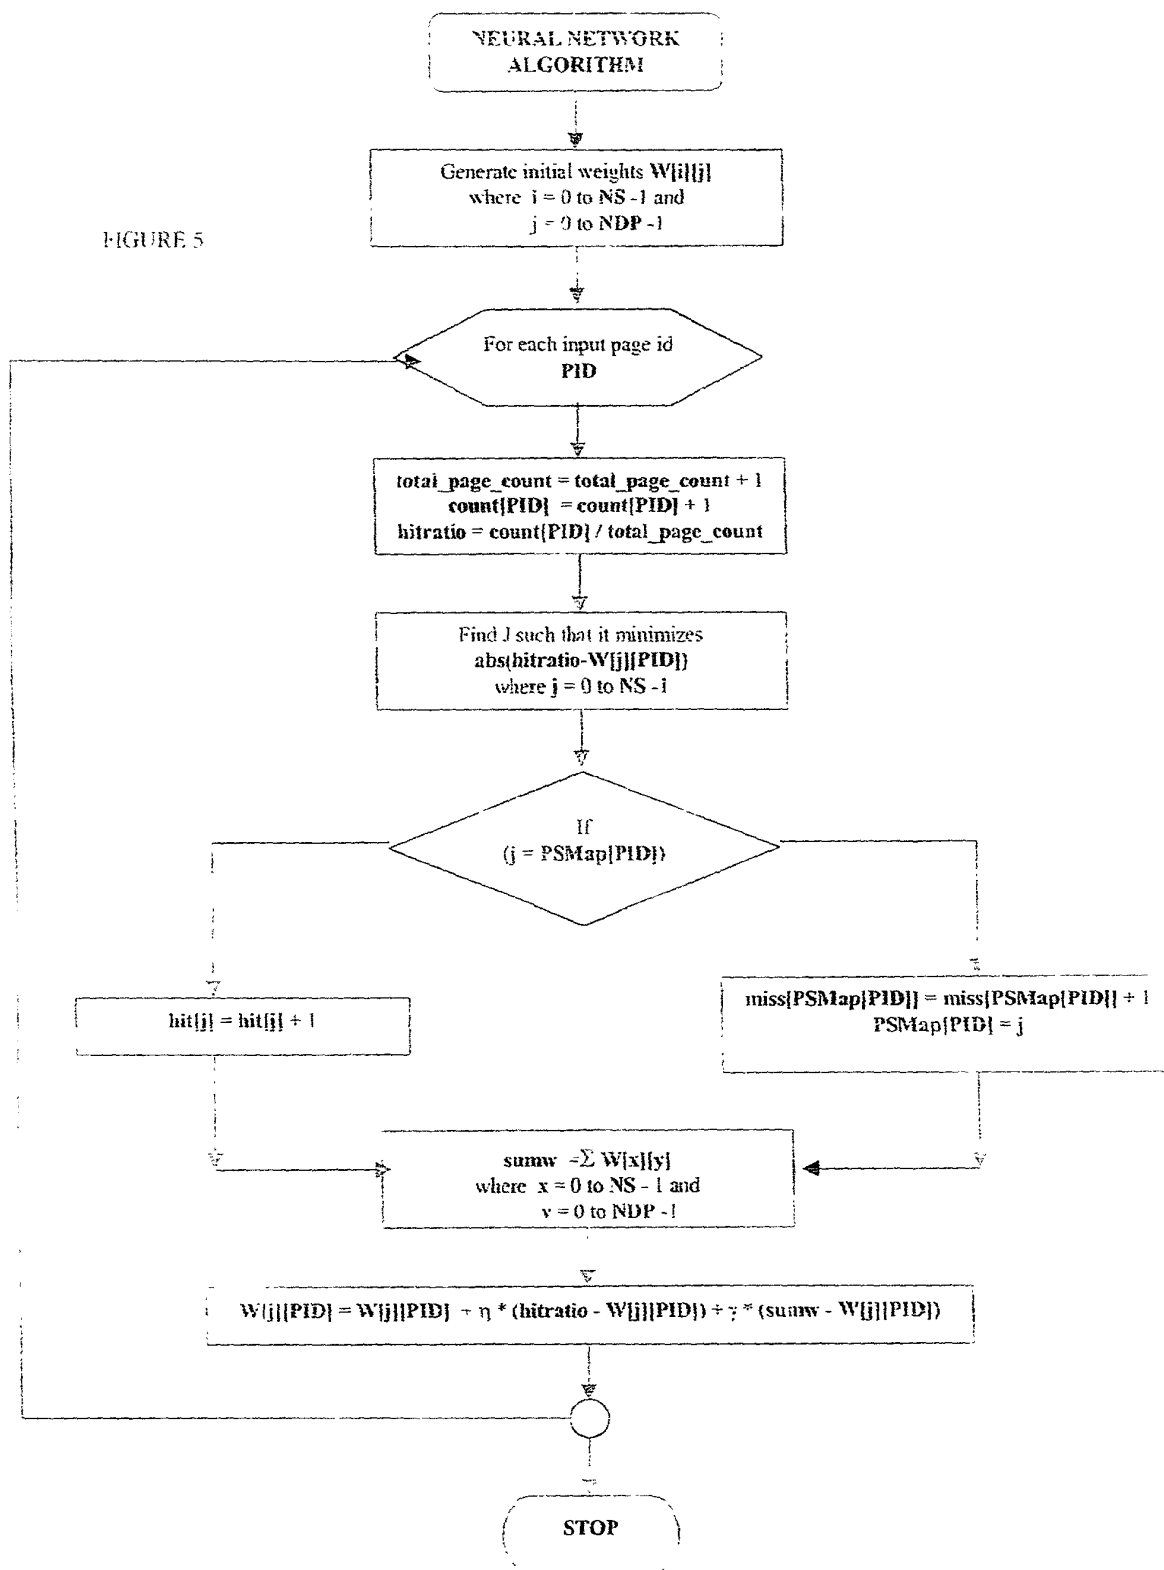 NEURAL NETWORK
ALGORITHM
Generate initial weights W[i][j]
where i = 0 to NS -1 and
j = 0 to NDP -1
FIGURE 5
For each input page id
PID
total_page_count = total_page_count + 1
count[PID] = count[PID] + 1
hitratio = count[PID] / total_page_count
Find J such that it minimizes
abs(hitratio-W[j][PID])
where j = 0 to NS -1
If
(j = PSMap[PID])
hit[j] = hit[j] + 1
miss[PSMap[PID]] = miss[PSMap[PID]] + 1
PSMap[PID] = j
sumw =Σ W[x][y]
where x = 0 to NS - 1 and
y = 0 to NDP -1
W[j][PID] = W[j][PID] + η * (hitratio - W[j][PID]) + γ * (sumw - W[j][PID])
STOP